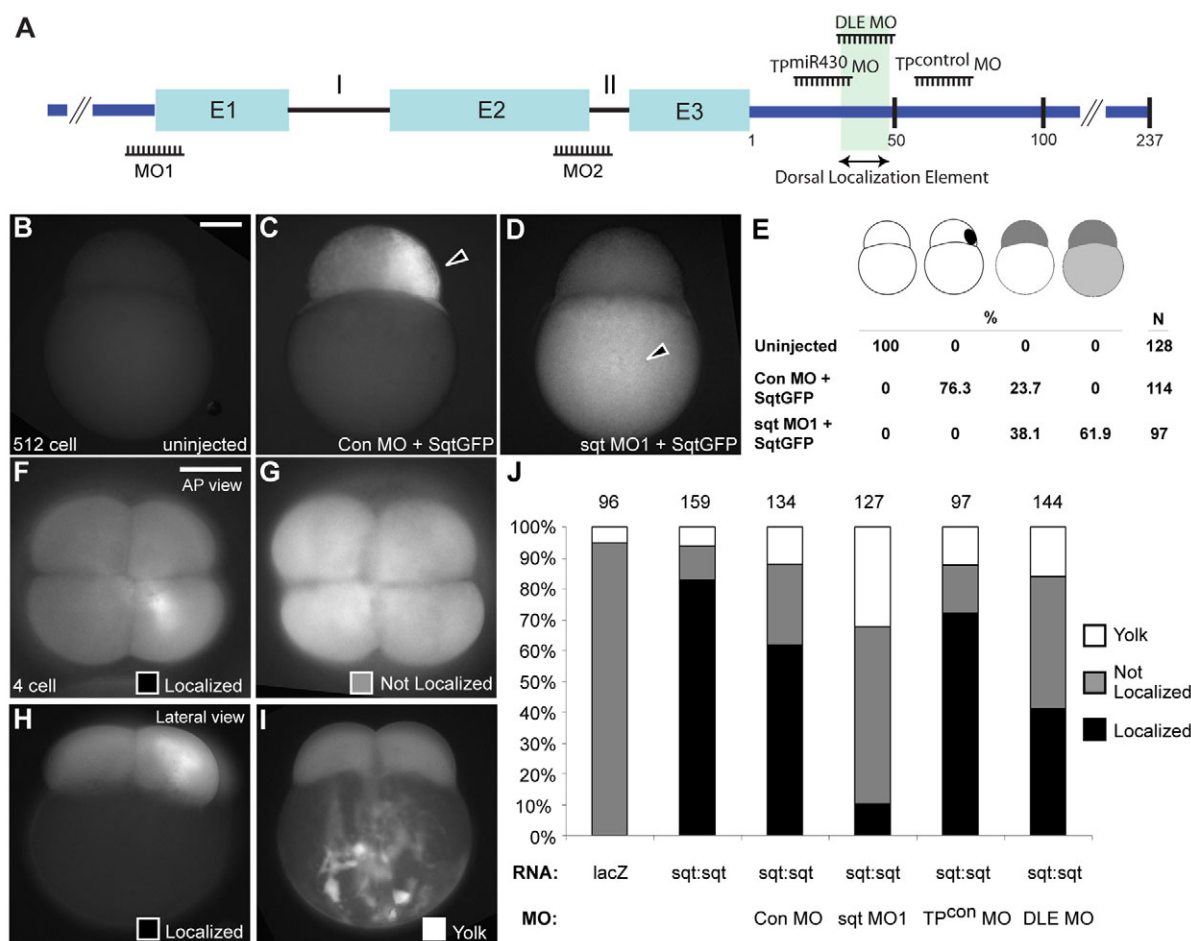 A
DLE MO
TPmiR430 MO
TPcontrol MO
I
II
E1
E2
E3
1
50
100
237
MO1
MO2
Dorsal Localization Element
B
C
D
512 cell
uninjected
Con MO + SqtGFP
sqt MO1 + SqtGFP
E
% N
Uninjected 100 0 0 0 128
Con MO + SqtGFP 0 76.3 23.7 0 114
sqt MO1 + SqtGFP 0 0 38.1 61.9 97
F
AP view
4 cell
Localized
G
Not Localized
H
Lateral view
Localized
I
Yolk
J
96 159 134 127 97 144
100%
90%
80%
70%
60%
50%
40%
30%
20%
10%
0%
Yolk
Not Localized
Localized
RNA: lacZ sqt:sqt sqt:sqt sqt:sqt sqt:sqt sqt:sqt
MO: Con MO sqt MO1 TPcon MO DLE MO